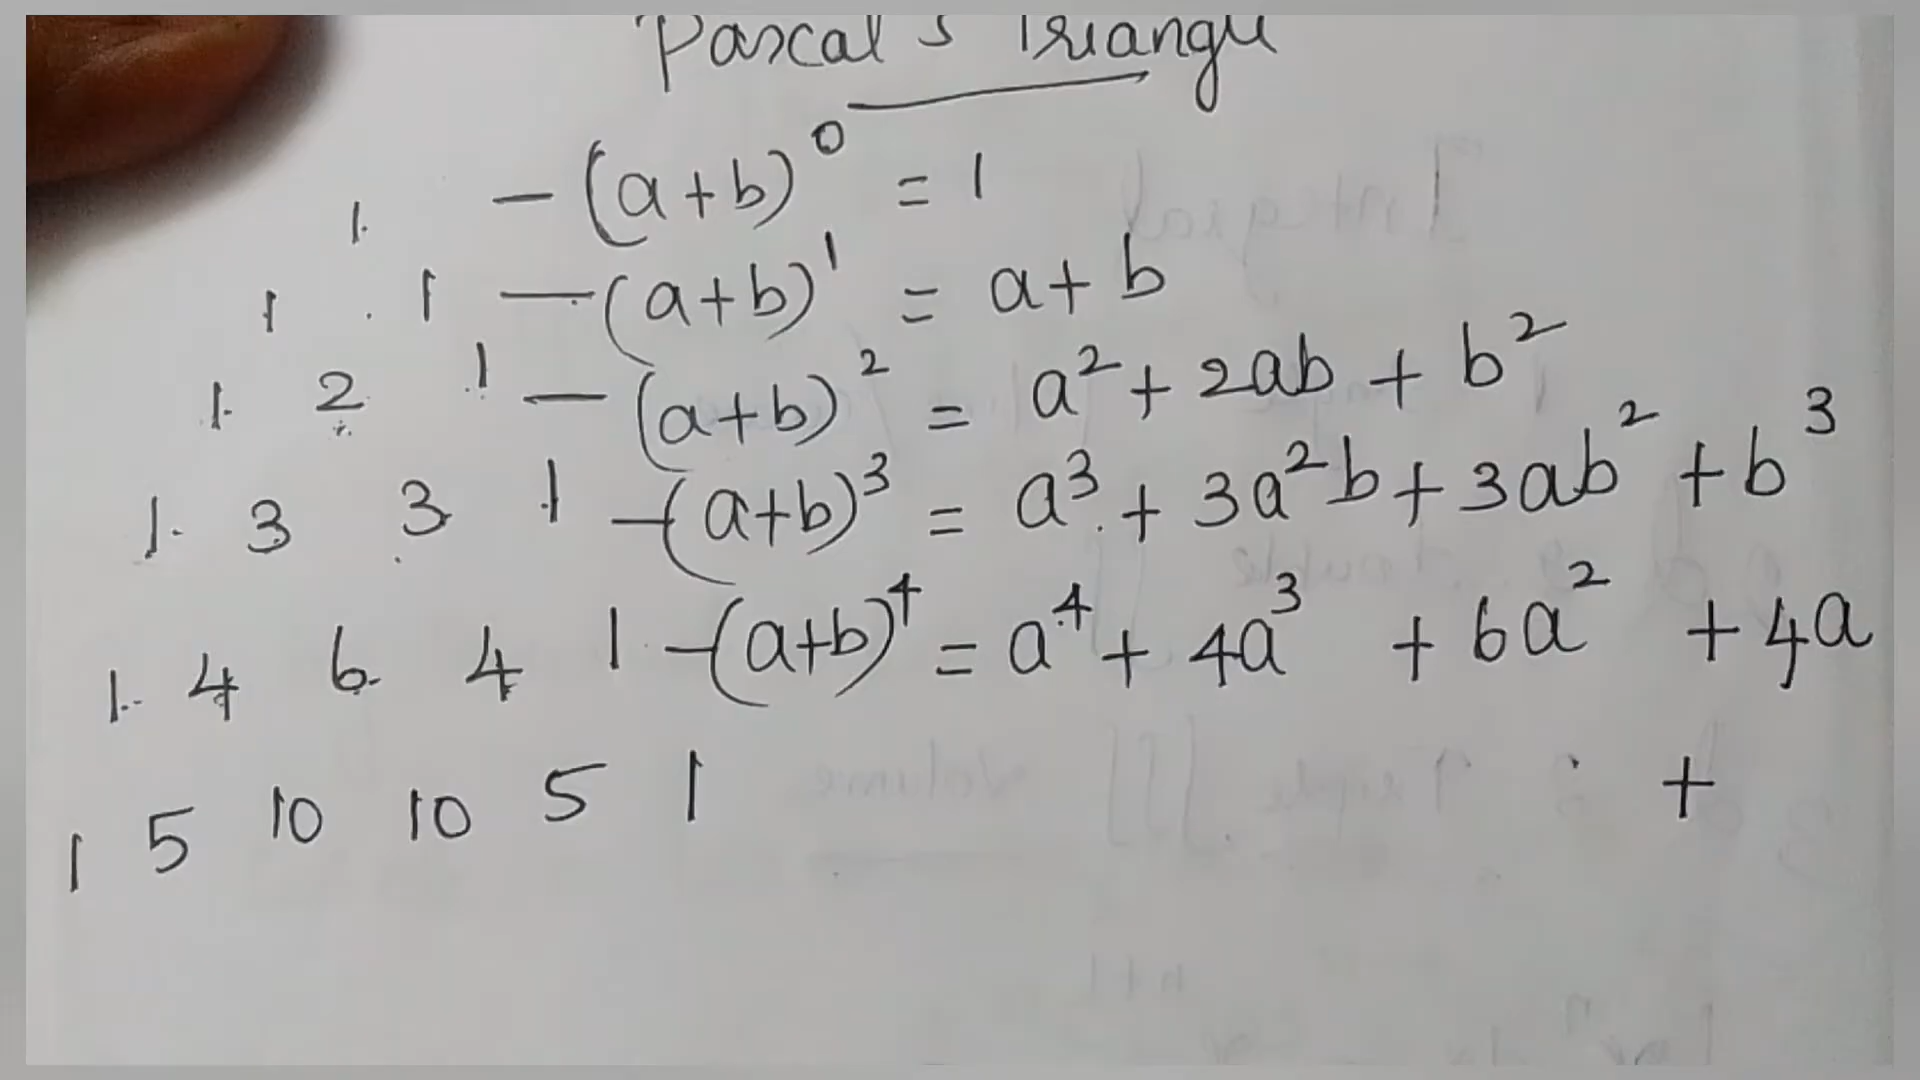 Pascal's Triangle
1. - (a+b)⁰ = 1
1 . 1 - (a+b)¹ = a+b
1. 2 1 - (a+b)² = a² + 2ab + b²
1. 3 3 1 - (a+b)³ = a³ + 3a²b + 3ab² + b³
1. 4 6. 4 1 - (a+b)⁴ = a⁴ + 4a³ + 6a² + 4a
+
1 5 10 10 5 1